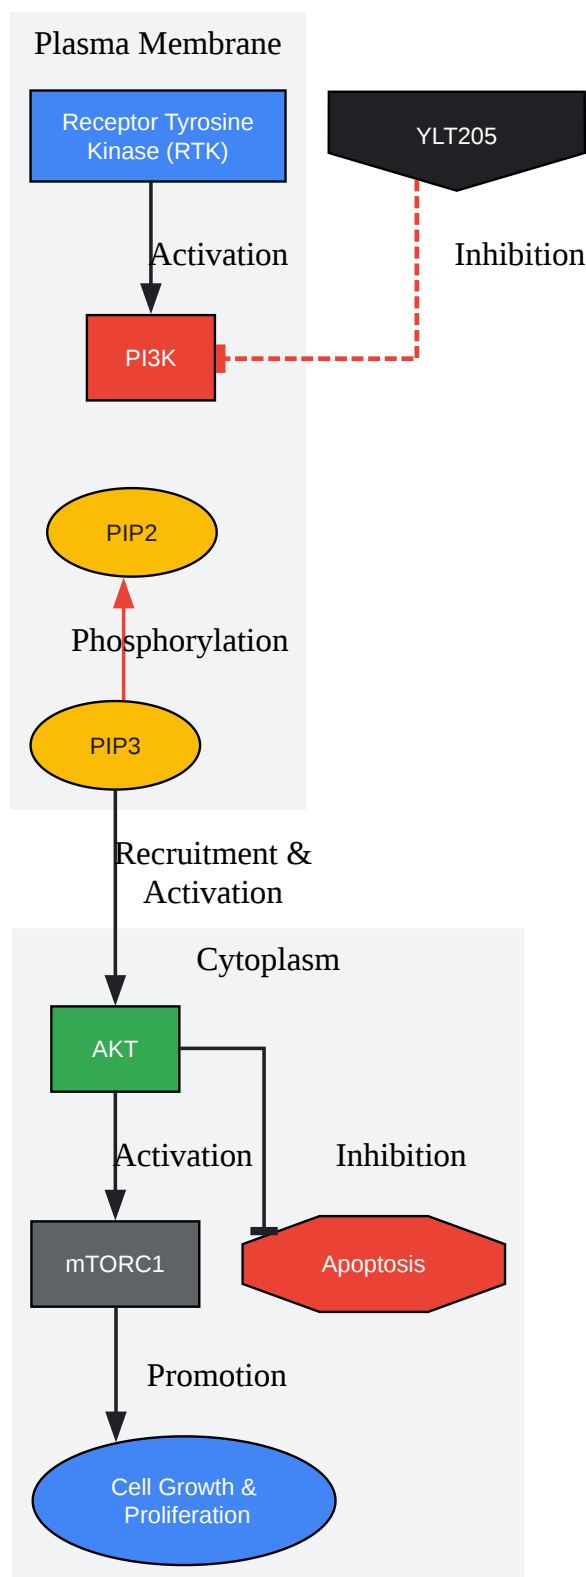 Plasma Membrane
Receptor Tyrosine
Kinase (RTK)
YLT205
Activation
Inhibition
PI3K
PIP2
Phosphorylation
PIP3
Recruitment &
Activation
Cytoplasm
AKT
Activation
Inhibition
mTORC1
Apoptosis
Promotion
Cell Growth &
Proliferation